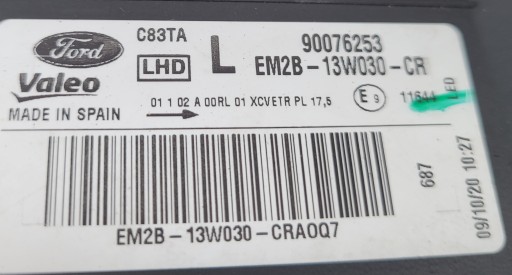 Ford
Valeo
MADE IN SPAIN
C83TA
LHD
L
90076253
EM2B-13W030-CR
01 1 02 A 00RL 01 XCVETR PL 17,5
E9
11644
LED
687
09/10/20 10:27
EM2B-13W030-CRA0Q7